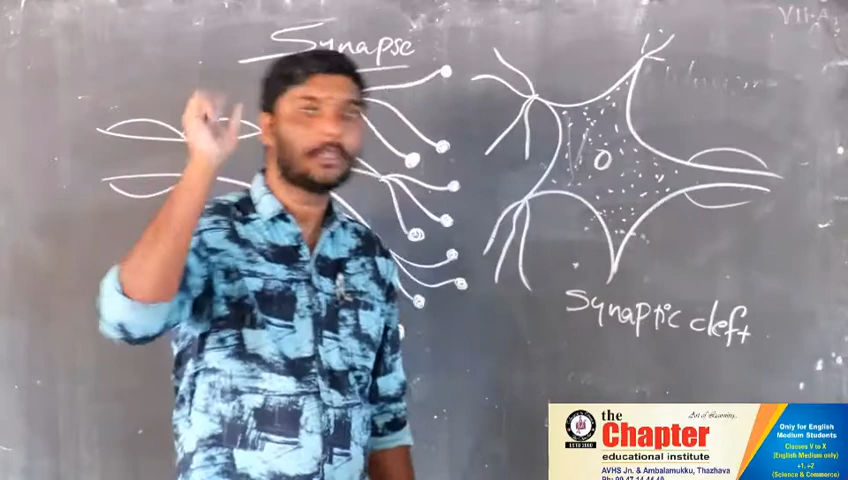 Synapse
VII-A
Synaptic cleft
the
Chapter
educational institute
AVHS Jn. & Ambalamukku, Thazhava
Only for English
Medium Students
Classes V to X
(English Medium only)
+1, +2
(Science & Commerce)